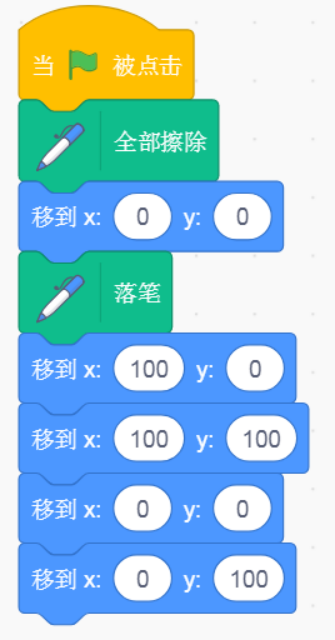 当 被点击
全部擦除
移到 x: 0 y: 0
落笔
移到 x: 100 y: 0
移到 x: 100 y: 100
移到 x: 0 y: 0
移到 x: 0 y: 100